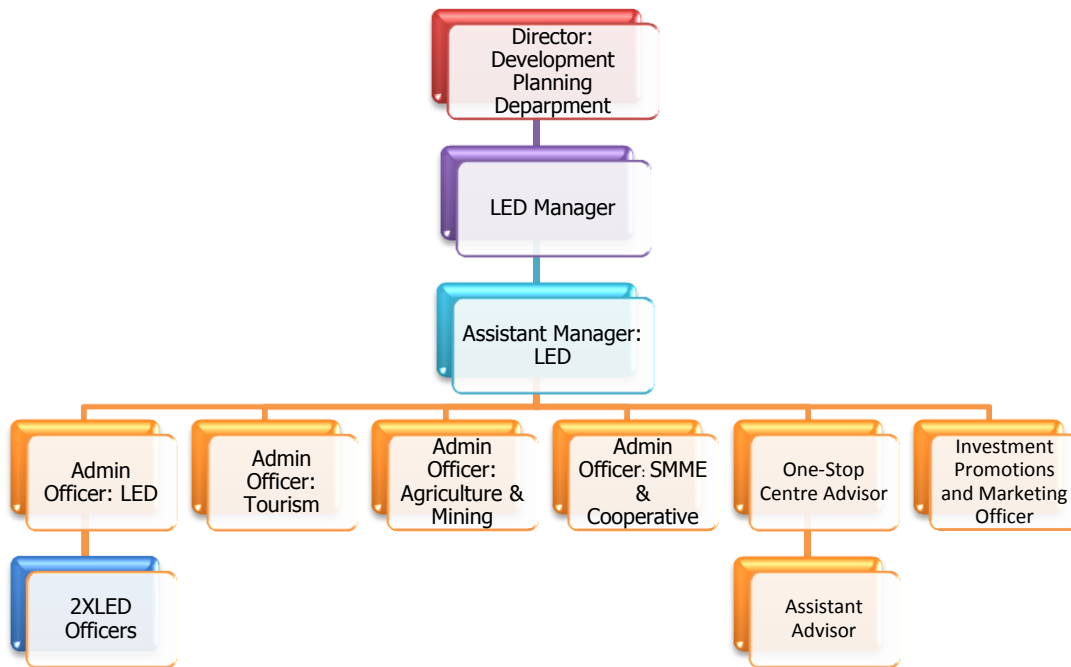 Director:
Development
Planning
Deparpment
LED Manager
Assistant Manager:
LED
Admin
Officer: LED
Admin
Officer:
Tourism
Admin
Officer:
Agriculture &
Mining
Admin
Officer: SMME
&
Cooperative
One-Stop
Centre Advisor
Investment
Promotions
and Marketing
Officer
2XLED
Officers
Assistant
Advisor